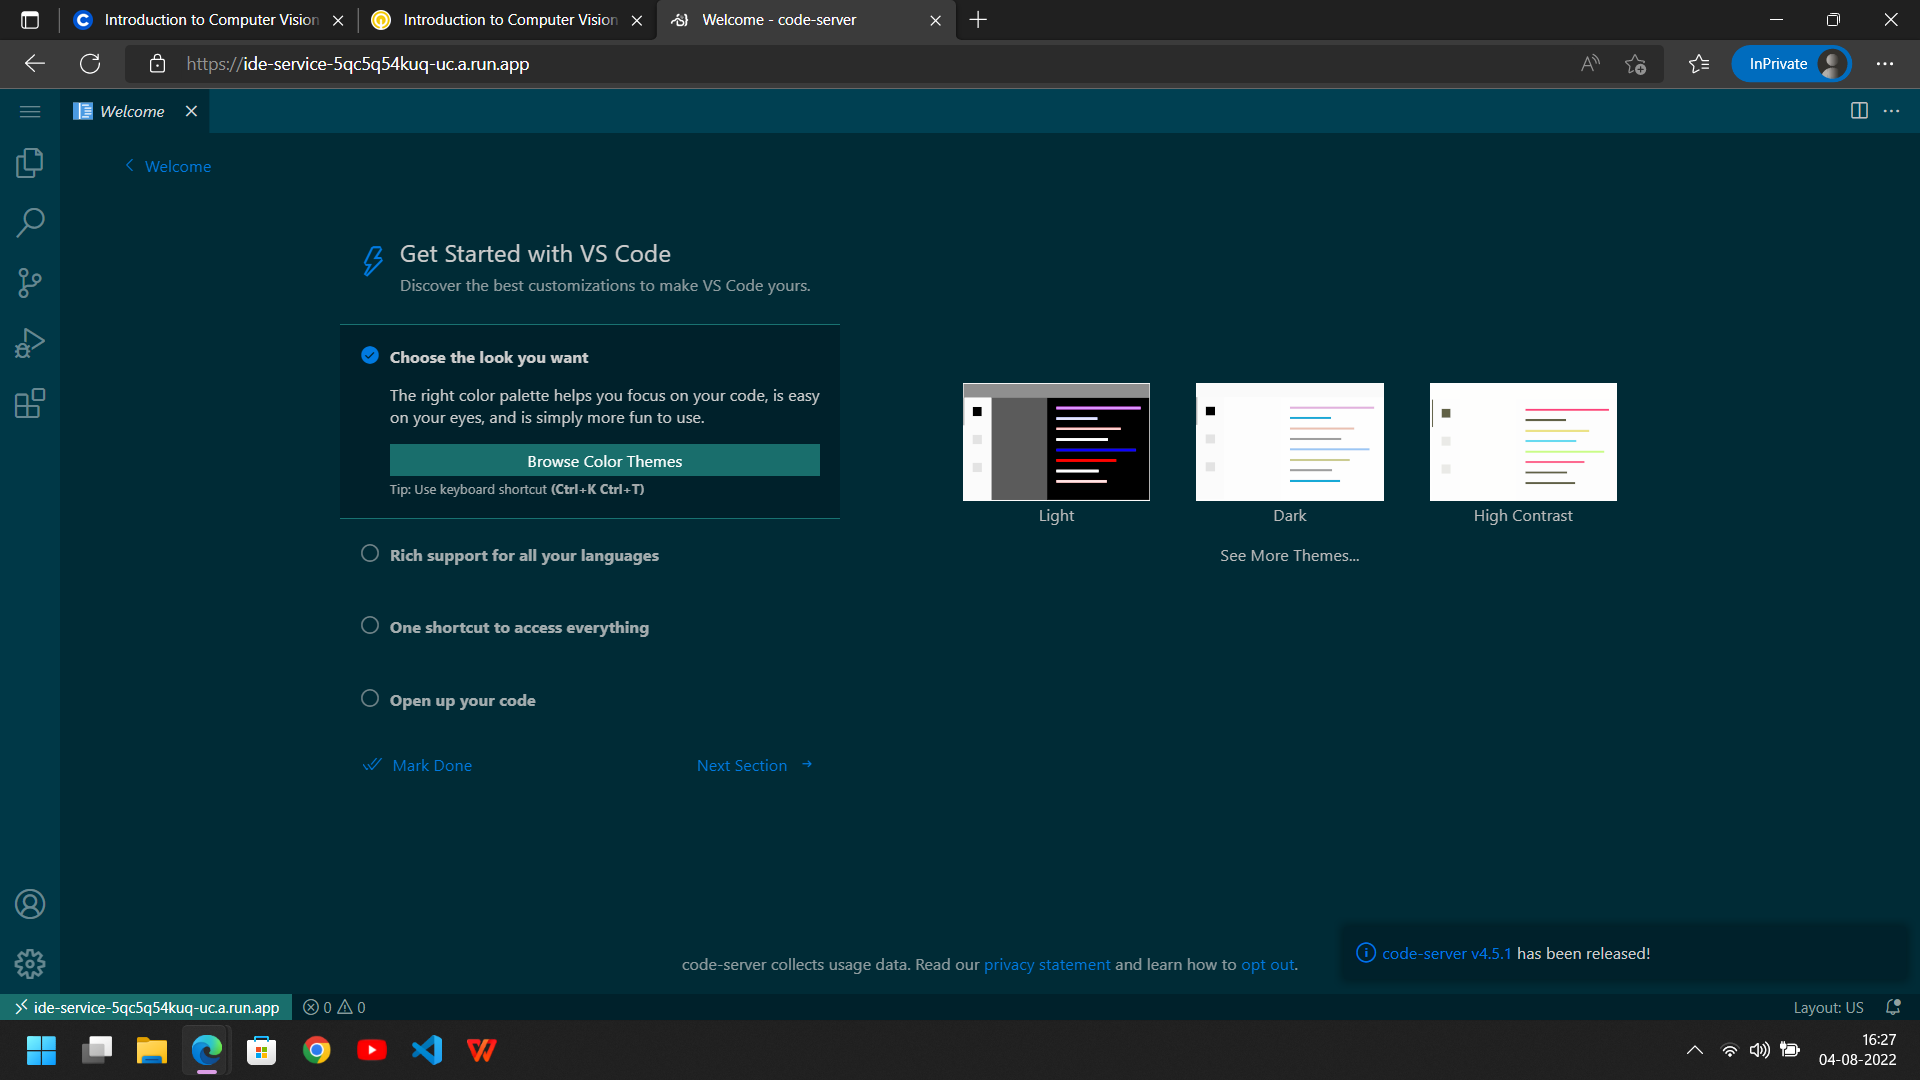 Introduction to Computer Vision
Introduction to Computer Vision
Welcome - code-server
https://ide-service-5qc5q54kuq-uc.a.run.app
InPrivate
Welcome
Welcome
Get Started with VS Code
Discover the best customizations to make VS Code yours.
Choose the look you want
The right color palette helps you focus on your code, is easy
on your eyes, and is simply more fun to use.
Browse Color Themes
Tip: Use keyboard shortcut (Ctrl+K Ctrl+T)
Light
Dark
High Contrast
See More Themes...
Rich support for all your languages
One shortcut to access everything
Open up your code
Mark Done
Next Section
code-server collects usage data. Read our privacy statement and learn how to opt out.
code-server v4.5.1 has been released!
ide-service-5qc5q54kuq-uc.a.run.app
0 0
Layout: US
16:27
04-08-2022